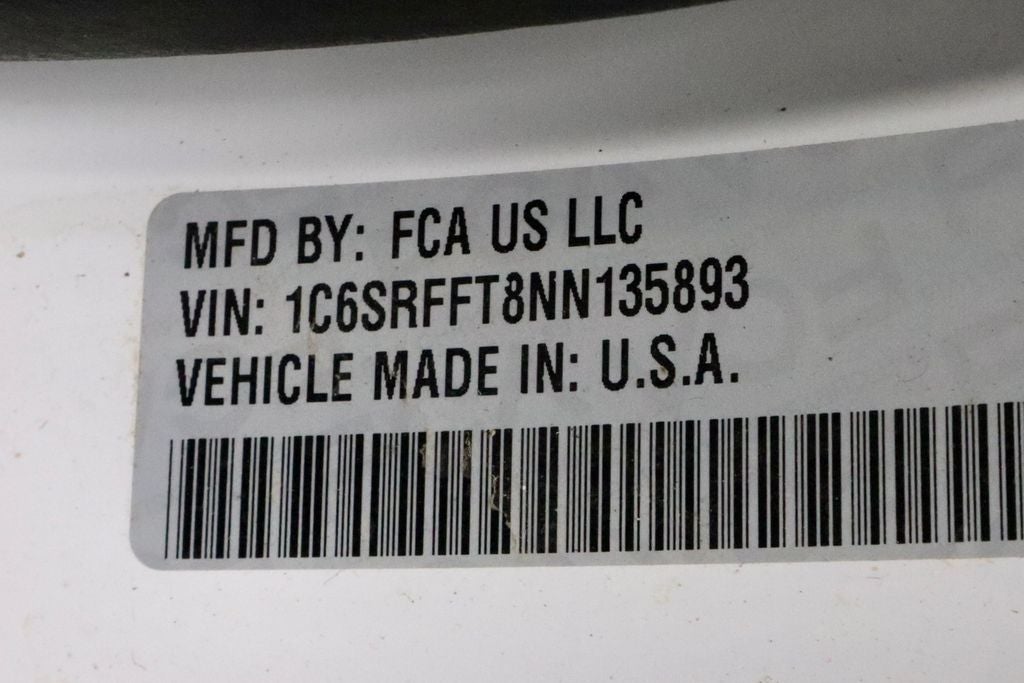 MFD BY: FCA US LLC
VIN: 1C6SRFFT8NN135893
VEHICLE MADE IN: U.S.A.